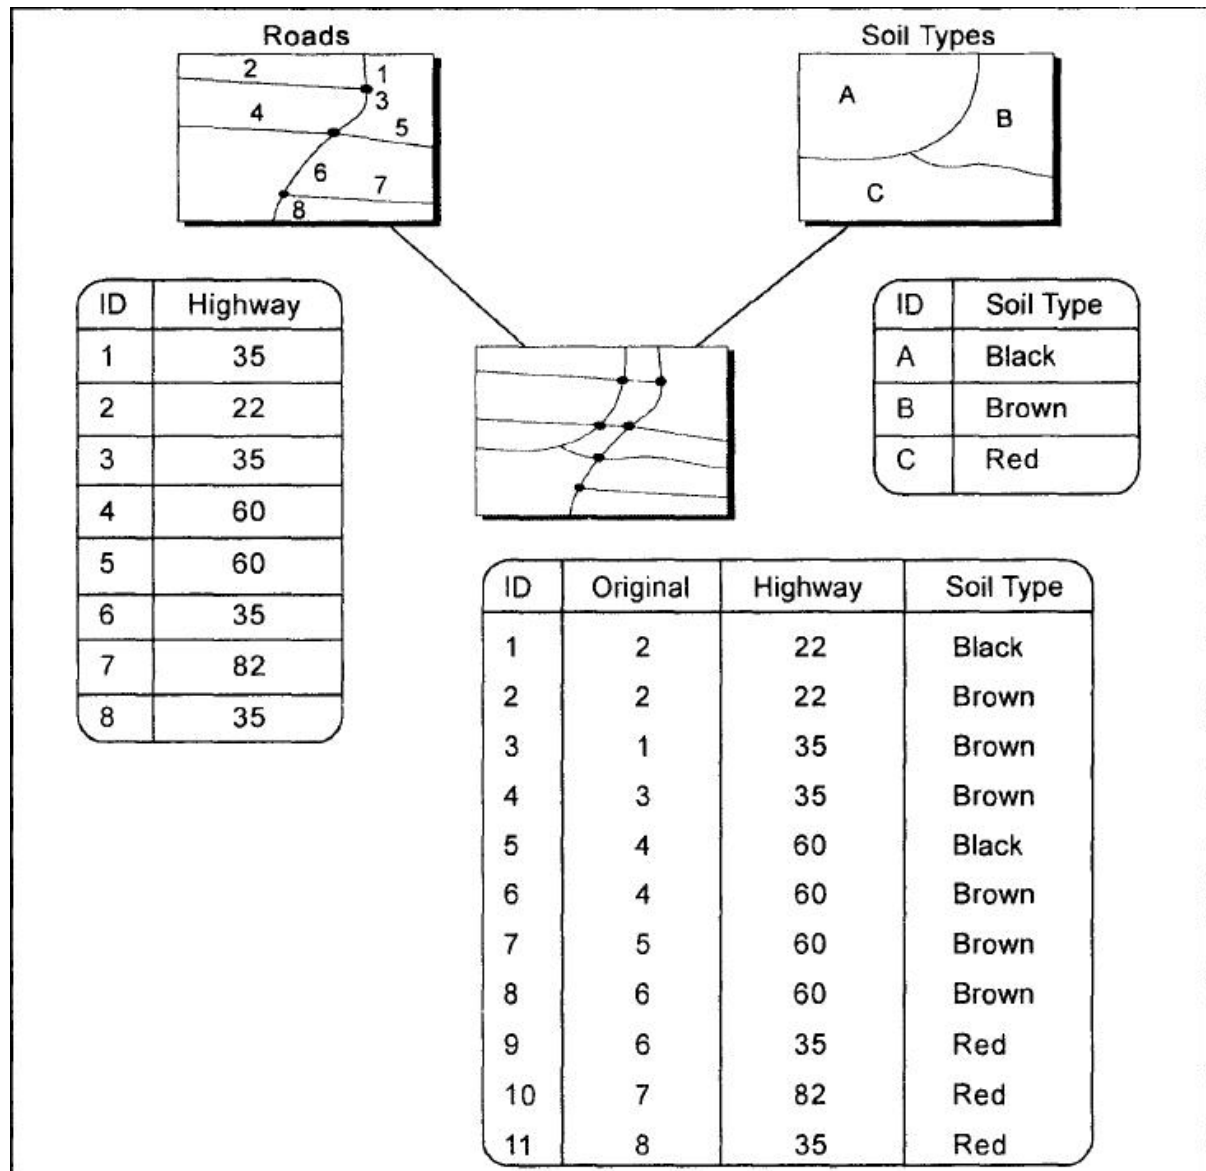 Roads
2
1
3
4
5
6
7
8
Soil Types
A
B
C
ID Highway
1 35
2 22
3 35
4 60
5 60
6 35
7 82
8 35
ID Soil Type
A Black
B Brown
C Red
ID Original Highway Soil Type
1 2 22 Black
2 2 22 Brown
3 1 35 Brown
4 3 35 Brown
5 4 60 Black
6 4 60 Brown
7 5 60 Brown
8 6 60 Brown
9 6 35 Red
10 7 82 Red
11 8 35 Red